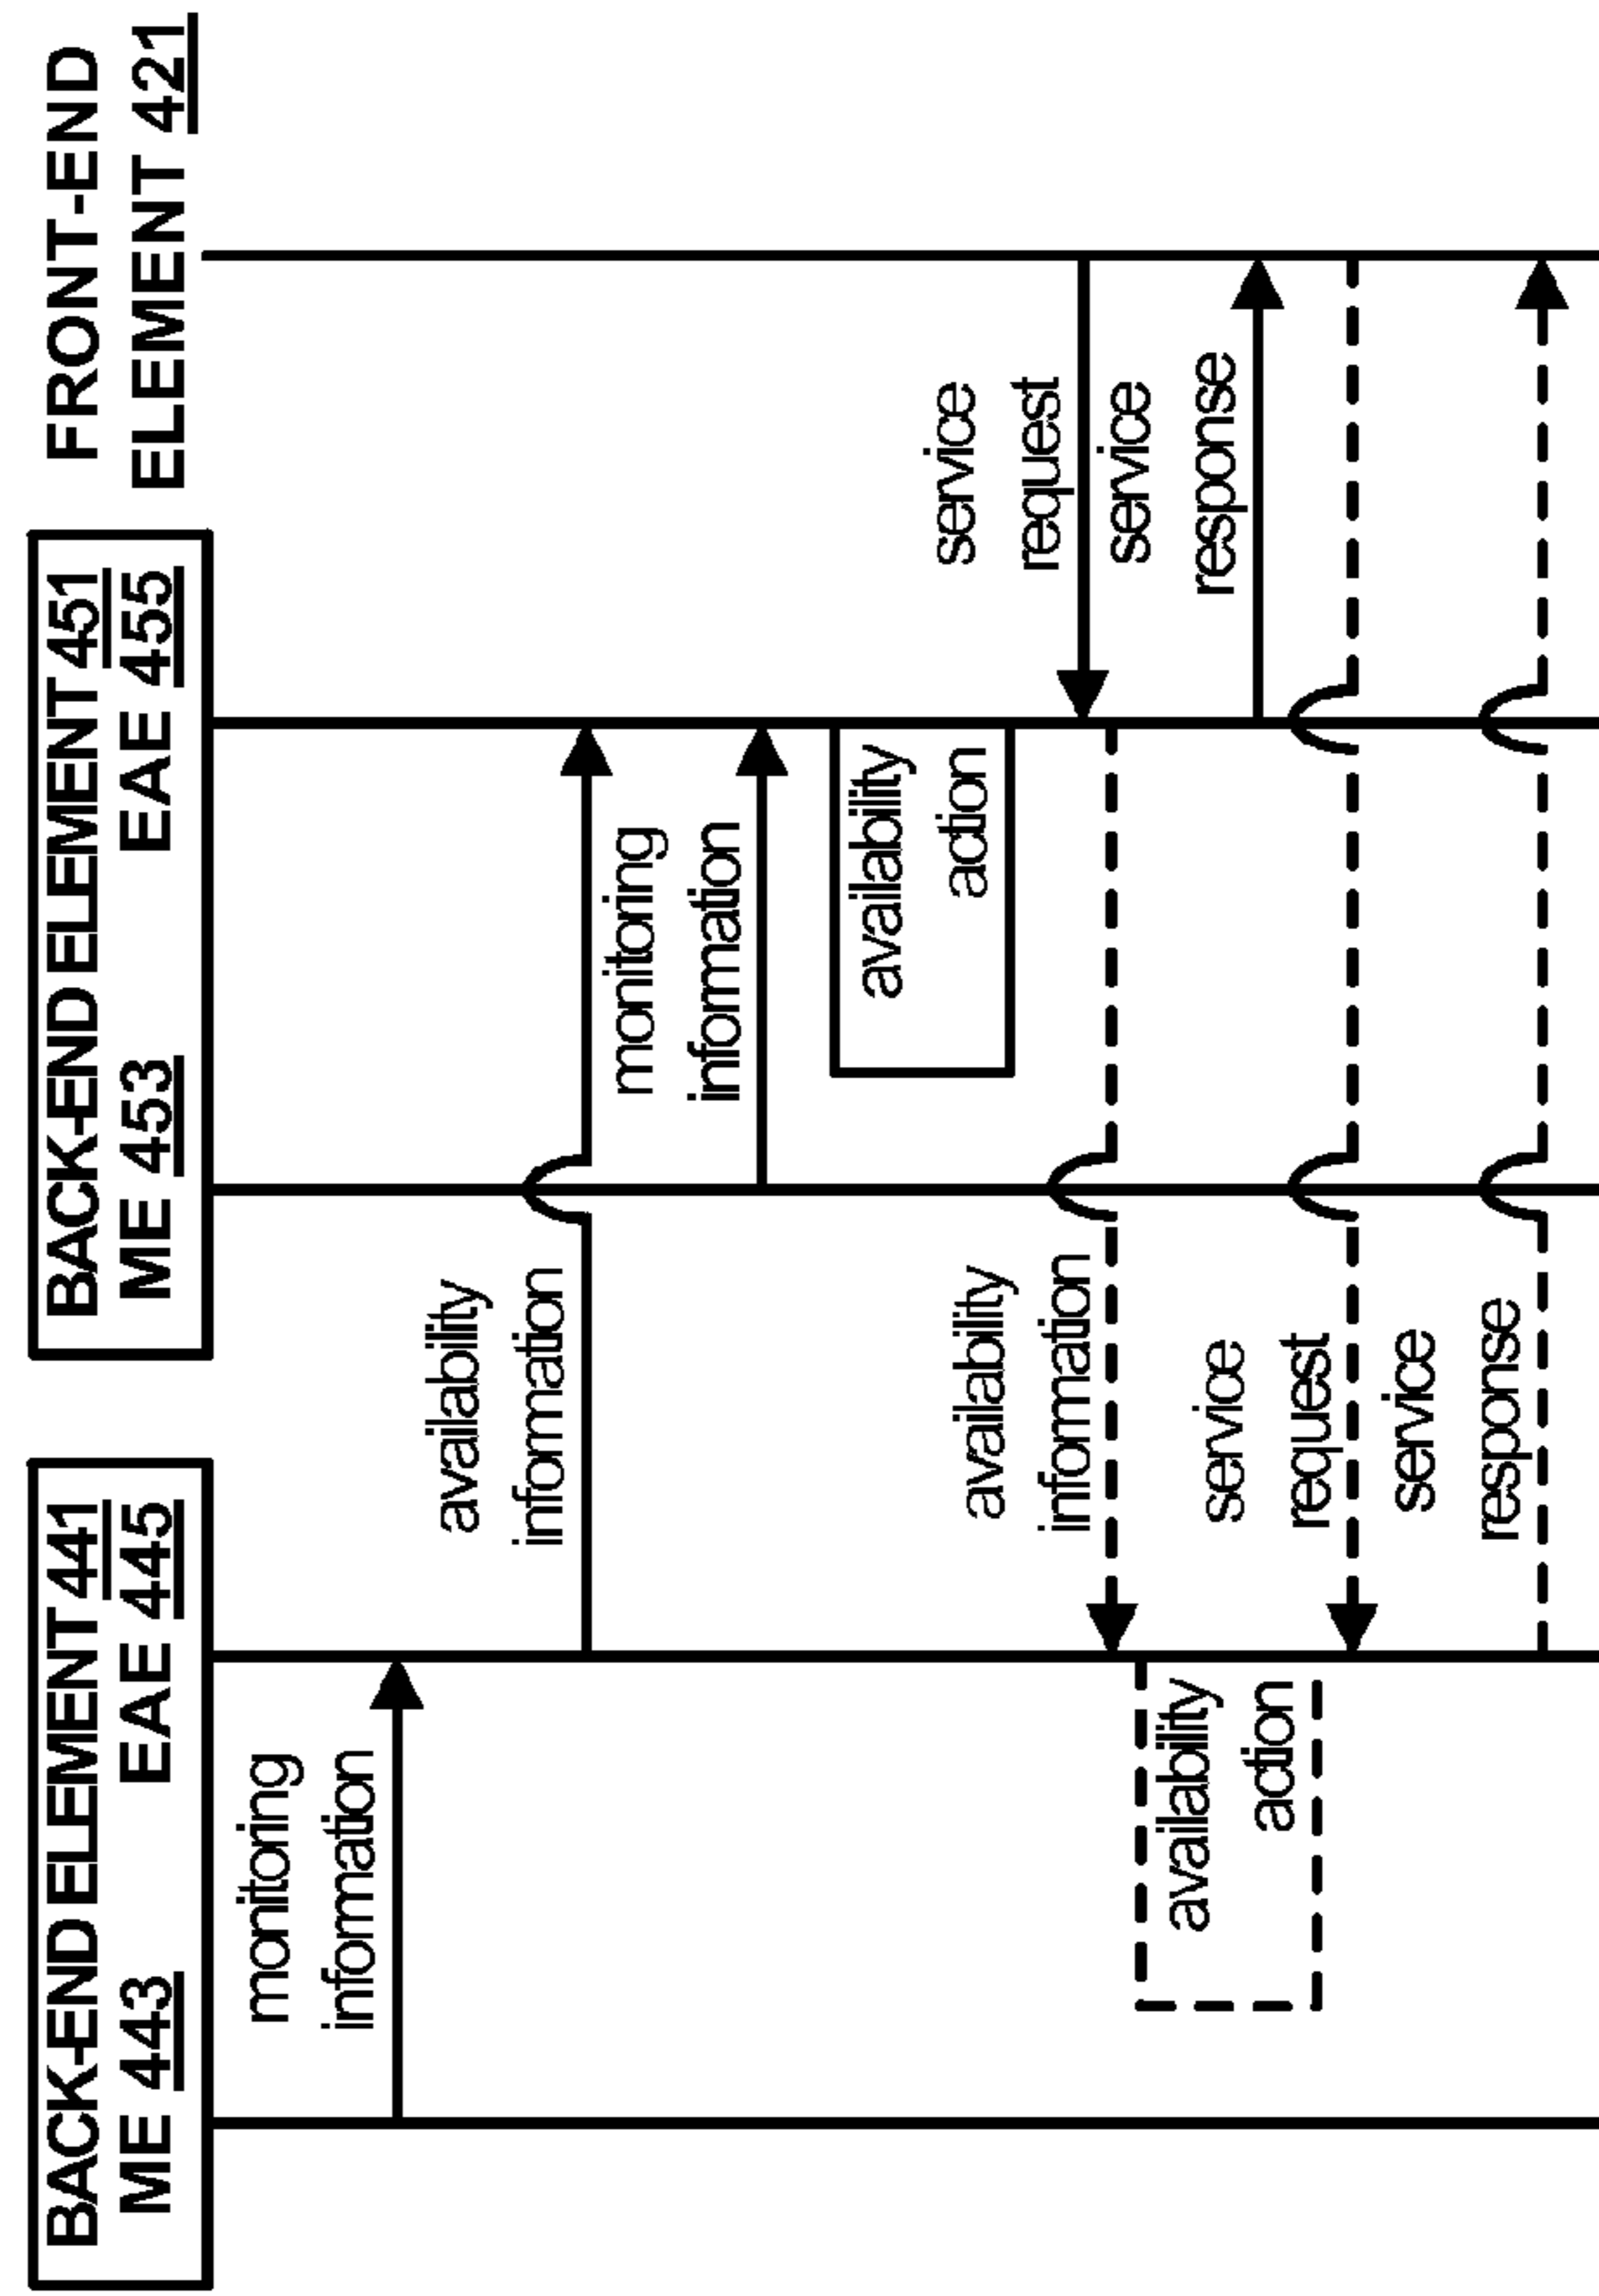 BACK-END ELEMENT 441
ME 443 EAE 445
BACK-END ELEMENT 451
ME 453 EAE 455
FRONT-END
ELEMENT 421
monitoring
information
availability
information
monitoring
information
availability
action
service
request
availability
information
service
response
availability
action
service
request
service
response